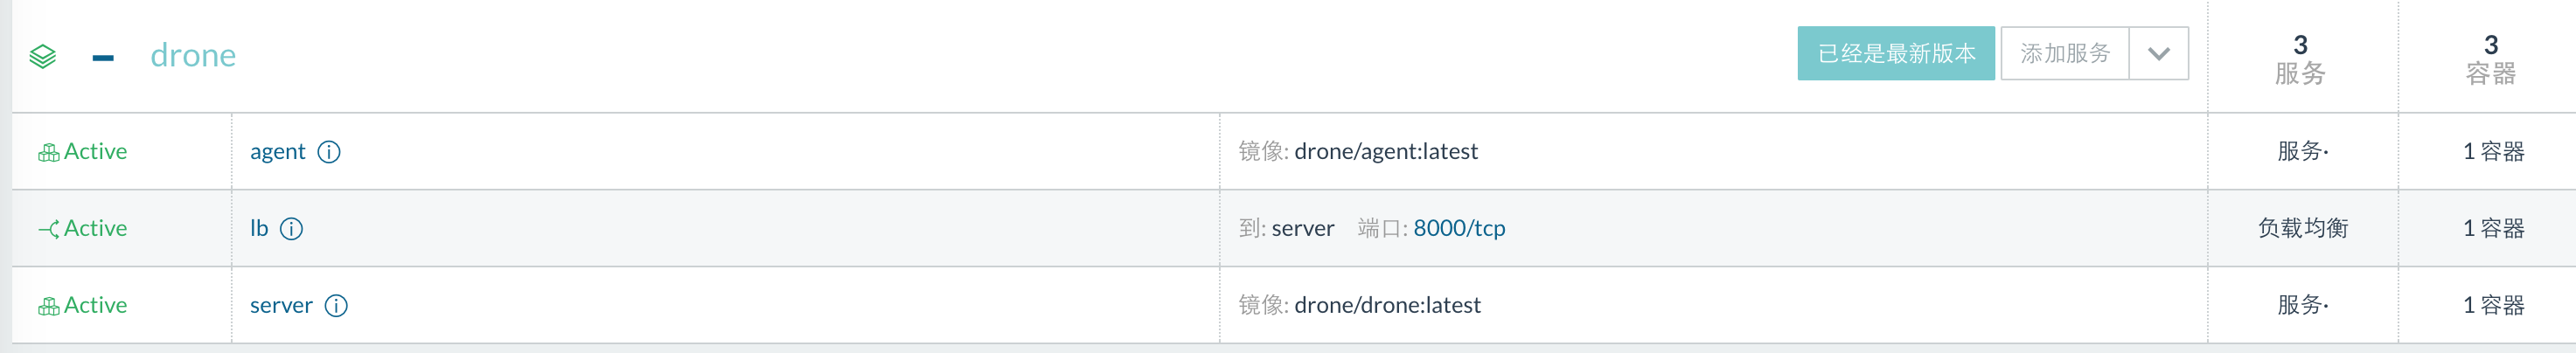 drone 已经是最新版本 添加服务 3 服务 3 容器
Active agent 镜像: drone/agent:latest 服务· 1 容器
Active lb 到: server 端口: 8000/tcp 负载均衡 1 容器
Active server 镜像: drone/drone:latest 服务· 1 容器